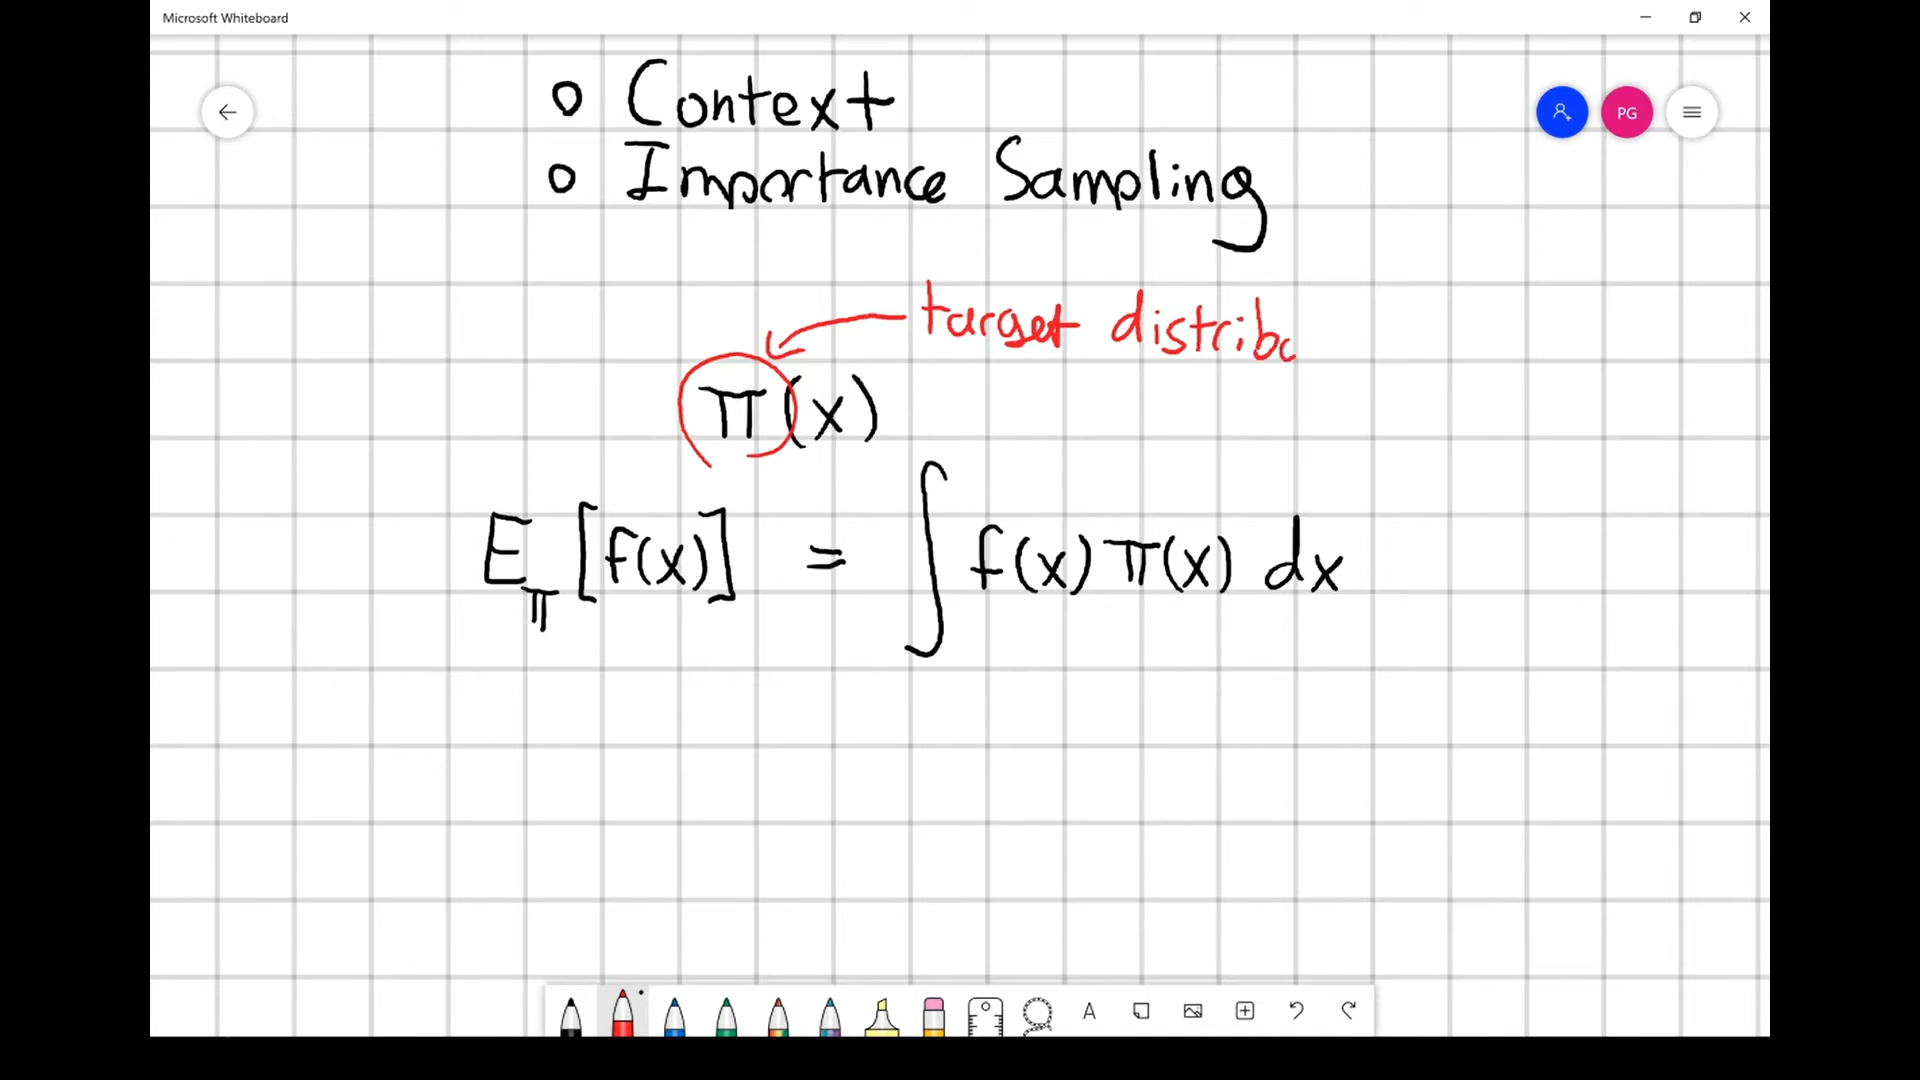 Microsoft Whiteboard
o Context
PG
o Importance Sampling
target distrib
π(x)
E_π [f(x)] = ∫ f(x) π(x) dx
A